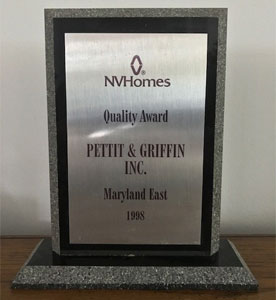 NVHomes®
Quality Award
PETTIT & GRIFFIN
INC.
Maryland East
1998